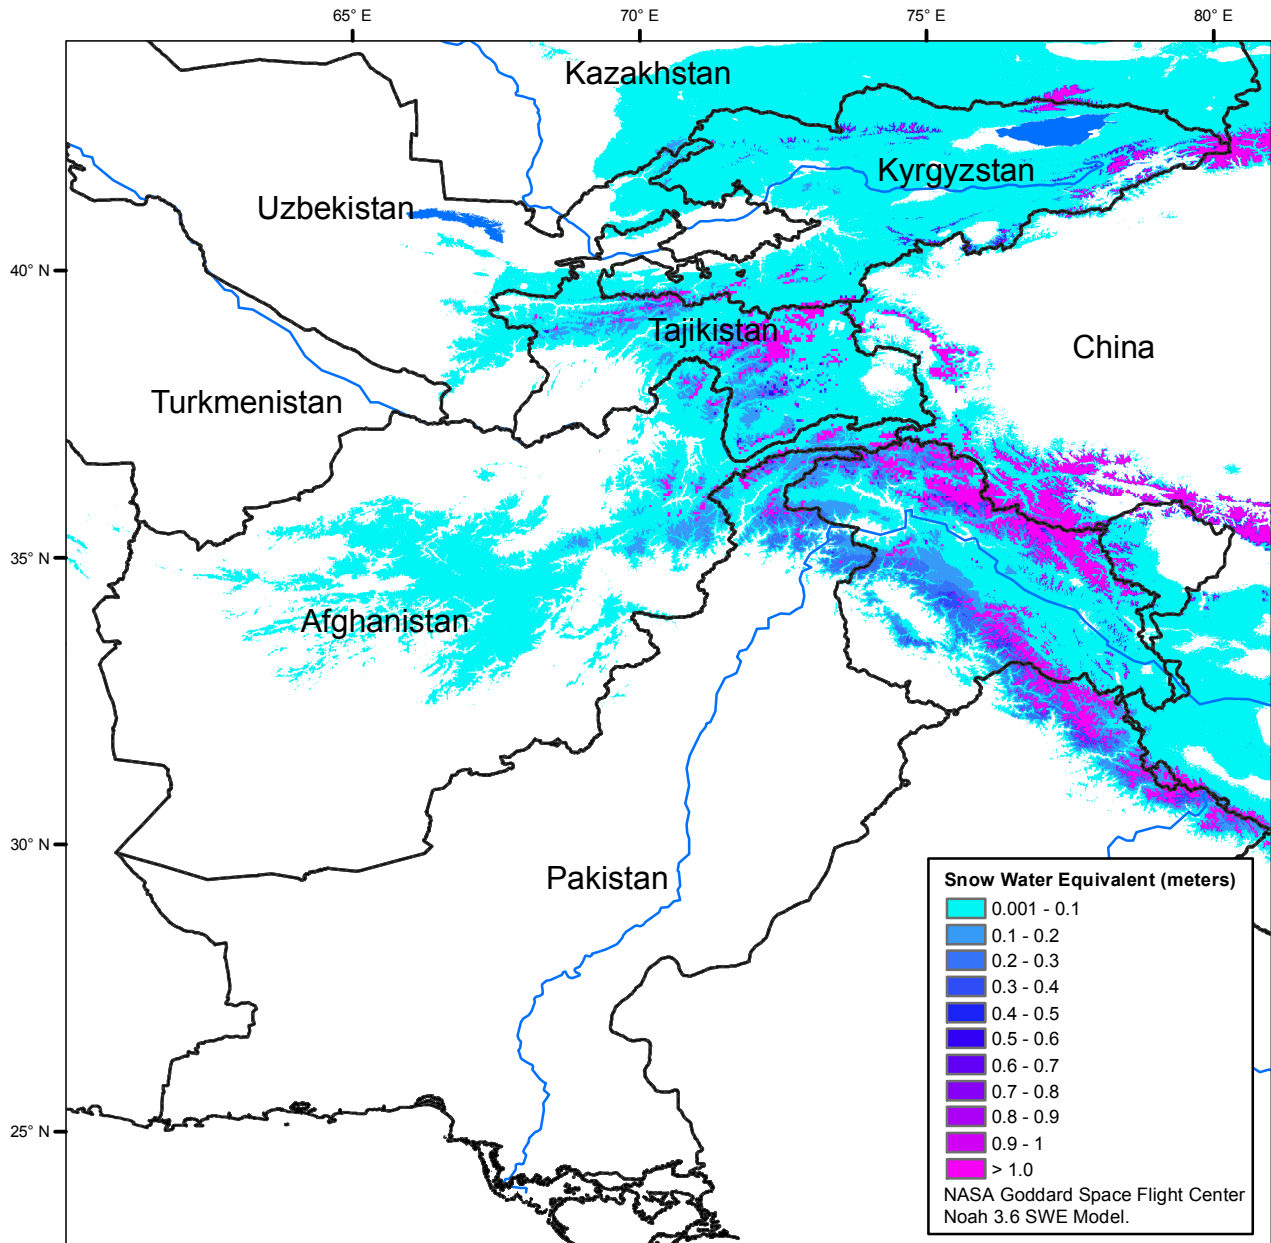 65° E
70° E
75° E
80° E
Kazakhstan
Kyrgyzstan
Uzbekistan
40° N
Tajikistan
China
Turkmenistan
35° N
Afghanistan
30° N
Pakistan
25° N
Snow Water Equivalent (meters)
0.001 - 0.1
0.1 - 0.2
0.2 - 0.3
0.3 - 0.4
0.4 - 0.5
0.5 - 0.6
0.6 - 0.7
0.7 - 0.8
0.8 - 0.9
0.9 - 1
> 1.0
NASA Goddard Space Flight Center
Noah 3.6 SWE Model.